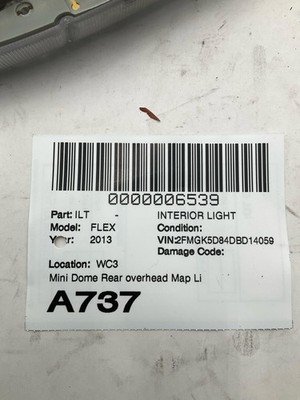 0000006539
Part: ILT - INTERIOR LIGHT
Model: FLEX Condition:
Year: 2013 VIN:2FMGK5D84DBD14059
Damage Code:
Location: WC3
Mini Dome Rear overhead Map Li
A737